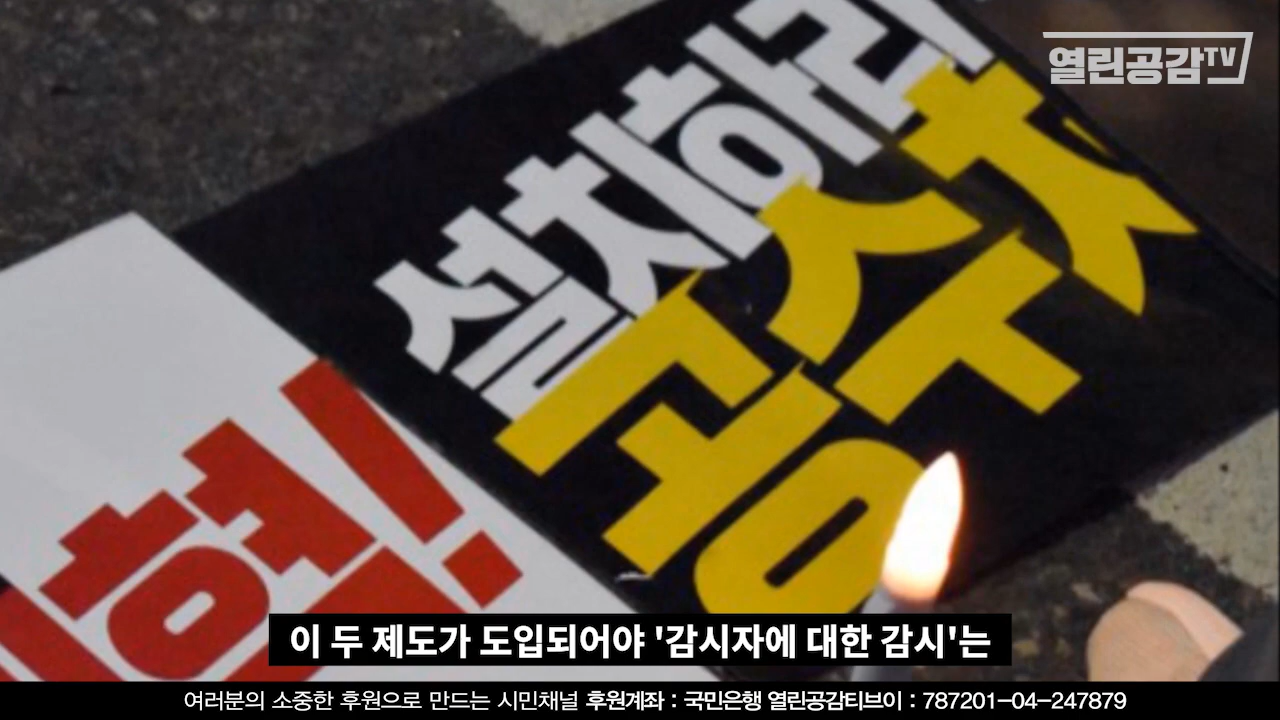 열린공감TV
설치하라
공수처
혁!
이 두 제도가 도입되어야 '감시자에 대한 감시'는
여러분의 소중한 후원으로 만드는 시민채널 후원계좌 : 국민은행 열린공감티브이 : 787201-04-247879